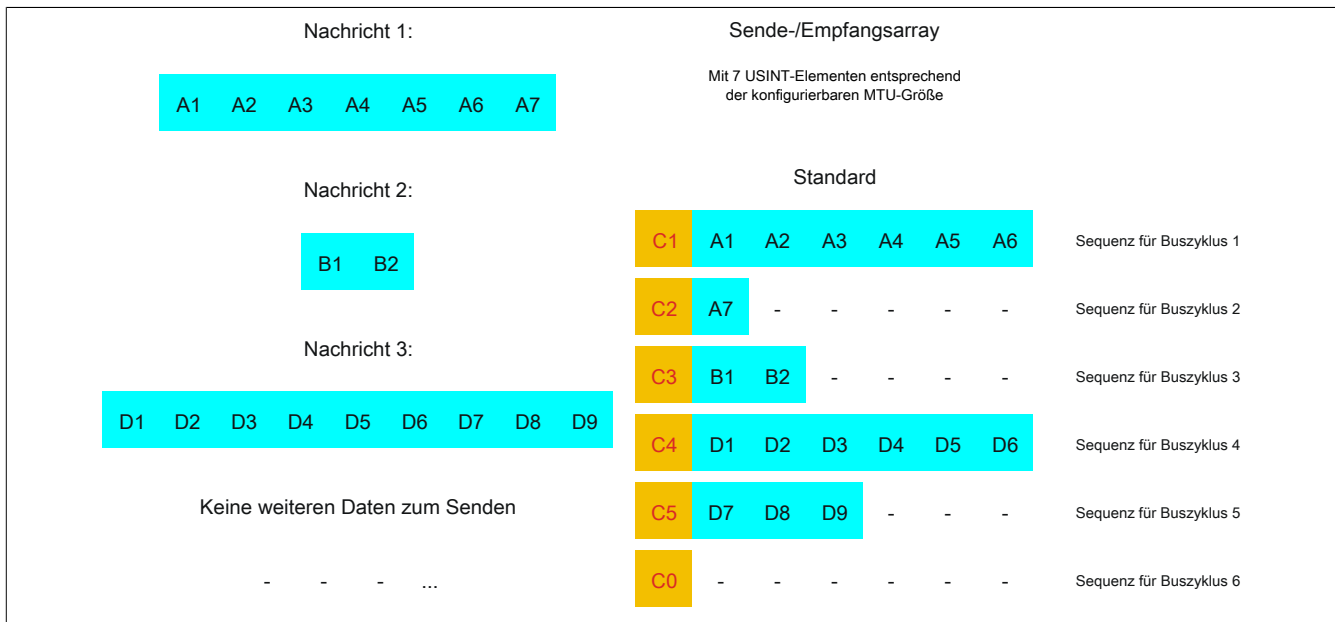 Nachricht 1:
A1 A2 A3 A4 A5 A6 A7
Nachricht 2:
B1 B2
Nachricht 3:
D1 D2 D3 D4 D5 D6 D7 D8 D9
Keine weiteren Daten zum Senden
- - - ...
Sende-/Empfangsarray
Mit 7 USINT-Elementen entsprechend
der konfigurierbaren MTU-Größe
Standard
C1 A1 A2 A3 A4 A5 A6 Sequenz für Buszyklus 1
C2 A7 - - - - - Sequenz für Buszyklus 2
C3 B1 B2 - - - - Sequenz für Buszyklus 3
C4 D1 D2 D3 D4 D5 D6 Sequenz für Buszyklus 4
C5 D7 D8 D9 - - - Sequenz für Buszyklus 5
C0 - - - - - - Sequenz für Buszyklus 6